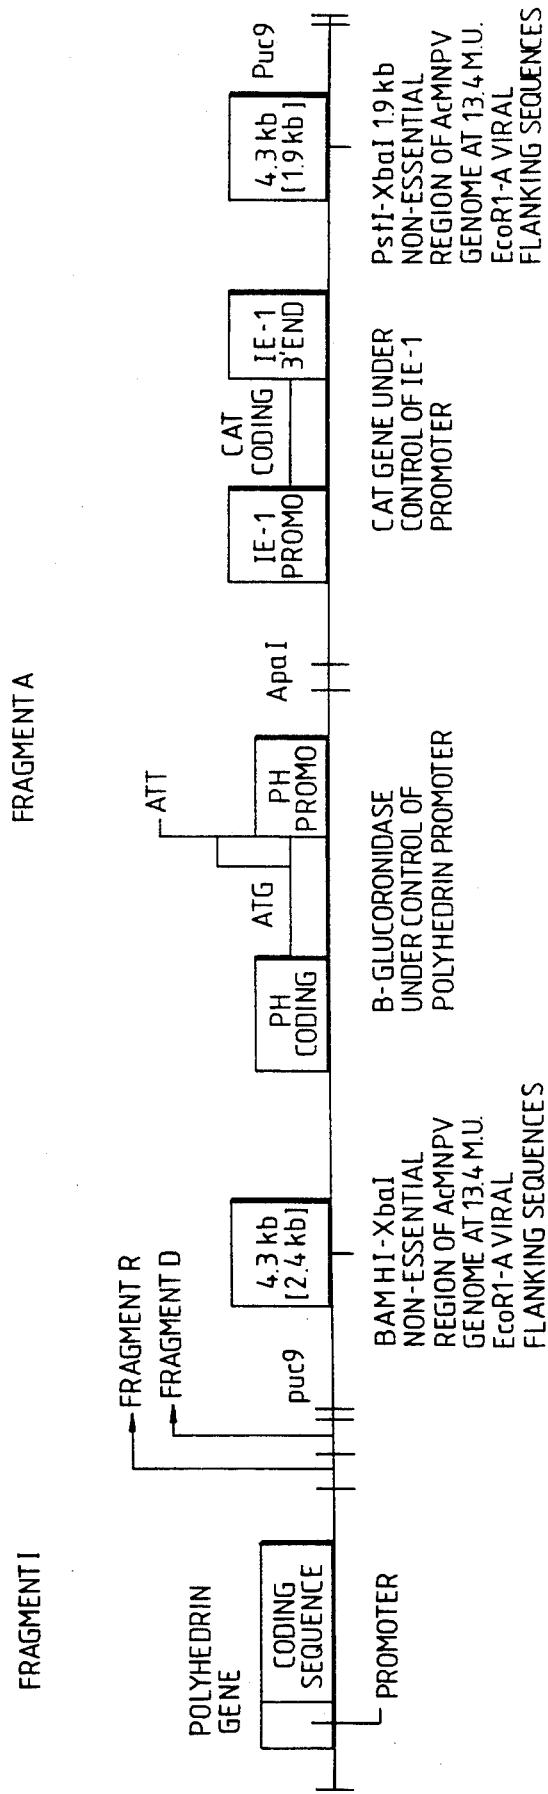 FRAGMENT I
POLYHEDRIN
GENE
CODING
SEQUENCE
PROMOTER
FRAGMENT R
FRAGMENT D
puc9
4.3 kb
[2.4 kb]
BAM HI-XbaI
NON-ESSENTIAL
REGION OF AcMNPV
GENOME AT 13.4 M.U.
EcoR1-A VIRAL
FLANKING SEQUENCES
FRAGMENT A
PH
CODING
ATG
ATT
PH
PROMO
B-GLUCORONIDASE
UNDER CONTROL OF
POLYHEDRIN PROMOTER
ApaI
IE-1
PROMO
CAT
CODING
IE-1
3'END
CAT GENE UNDER
CONTROL OF IE-1
PROMOTER
4.3 kb
[1.9 kb]
Puc9
PstI-XbaI 1.9 kb
NON-ESSENTIAL
REGION OF AcMNPV
GENOME AT 13.4 M.U.
EcoR1-A VIRAL
FLANKING SEQUENCES